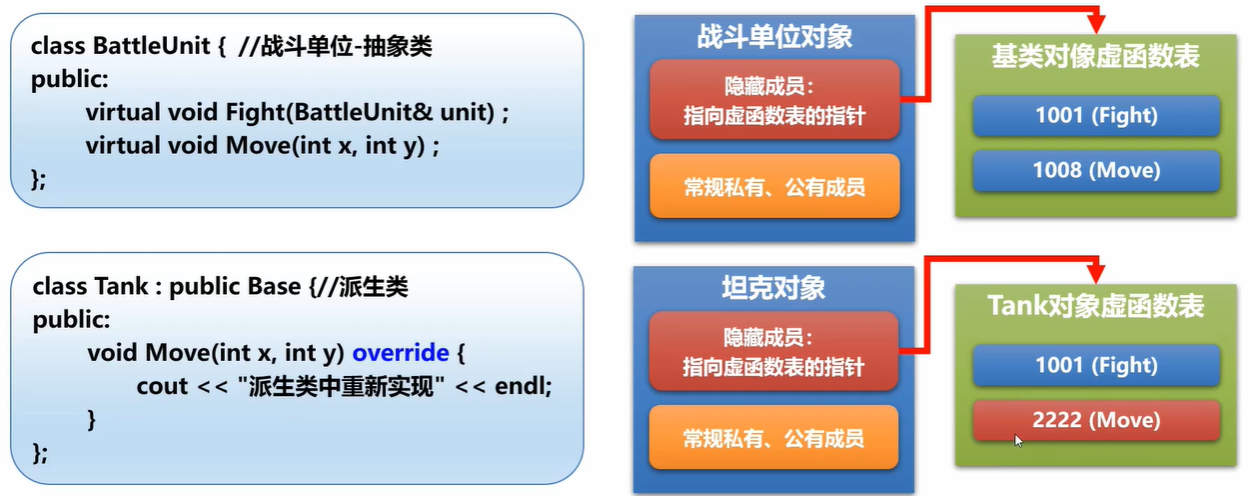 class BattleUnit {  //战斗单位-抽象类
public:
virtual void Fight(BattleUnit& unit) ;
virtual void Move(int x, int y) ;
};
战斗单位对象
隐藏成员：
指向虚函数表的指针
常规私有、公有成员
基类对像虚函数表
1001 (Fight)
1008 (Move)
class Tank : public Base {//派生类
public:
void Move(int x, int y) override {
cout << "派生类中重新实现" << endl;
}
};
坦克对象
隐藏成员：
指向虚函数表的指针
常规私有、公有成员
Tank对象虚函数表
1001 (Fight)
2222 (Move)